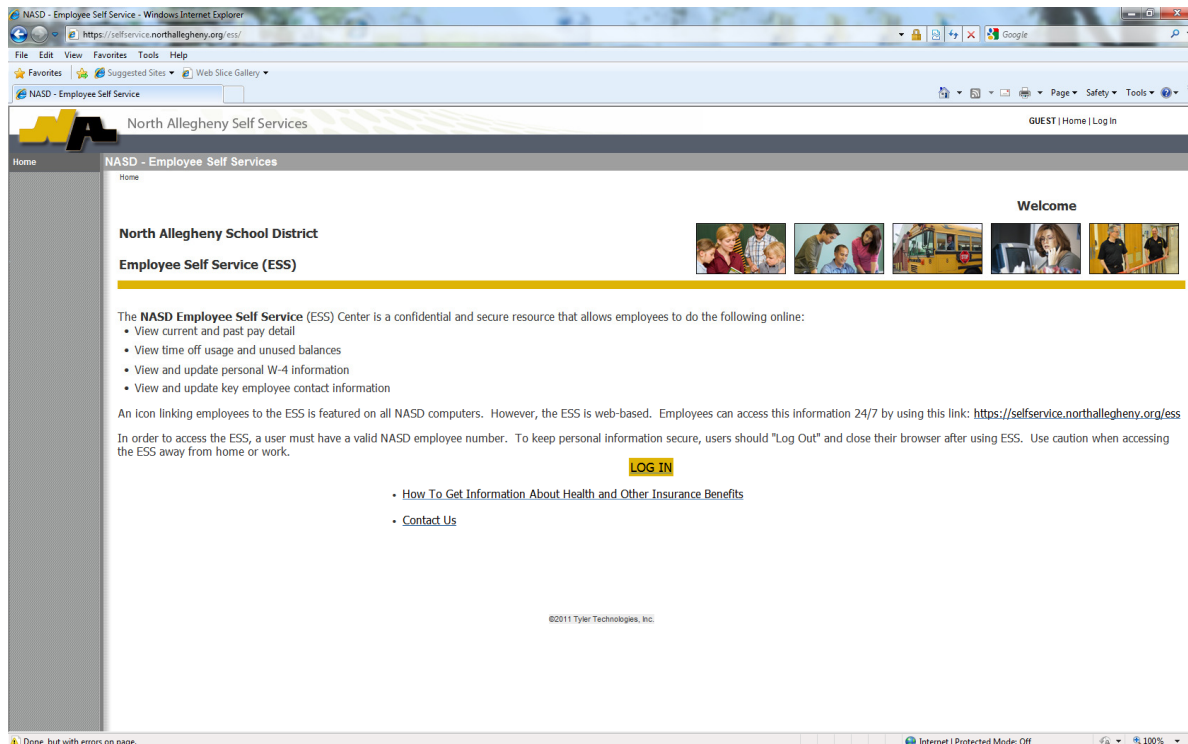 NASD - Employee Self Service - Windows Internet Explorer
https://selfservice.northallegheny.org/ess/
Google
File Edit View Favorites Tools Help
Favorites Suggested Sites Web Slice Gallery
NASD - Employee Self Service
Page Safety Tools
NA North Allegheny Self Services
GUEST | Home | Log In
Home
NASD - Employee Self Services
Home
Welcome
North Allegheny School District
Employee Self Service (ESS)
The NASD Employee Self Service (ESS) Center is a confidential and secure resource that allows employees to do the following online:
• View current and past pay detail
• View time off usage and unused balances
• View and update personal W-4 information
• View and update key employee contact information
An icon linking employees to the ESS is featured on all NASD computers. However, the ESS is web-based. Employees can access this information 24/7 by using this link: https://selfservice.northallegheny.org/ess
In order to access the ESS, a user must have a valid NASD employee number. To keep personal information secure, users should "Log Out" and close their browser after using ESS. Use caution when accessing
the ESS away from home or work.
LOG IN
• How To Get Information About Health and Other Insurance Benefits
• Contact Us
©2011 Tyler Technologies, Inc.
Done, but with errors on page.
Internet | Protected Mode: Off
100%